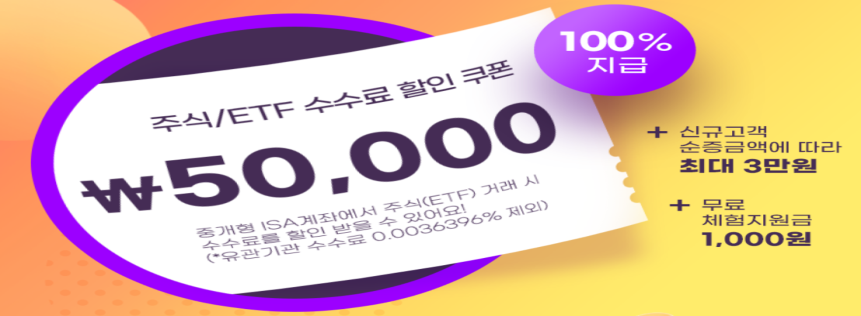 100%
지급
주식/ETF 수수료 할인 쿠폰
₩50,000
중개형 ISA계좌에서 주식(ETF) 거래 시
수수료를 할인 받을 수 있어요!
(*유관기관 수수료 0.0036396% 제외)
+ 신규고객
순증금액에 따라
최대 3만원
+ 무료
체험지원금
1,000원